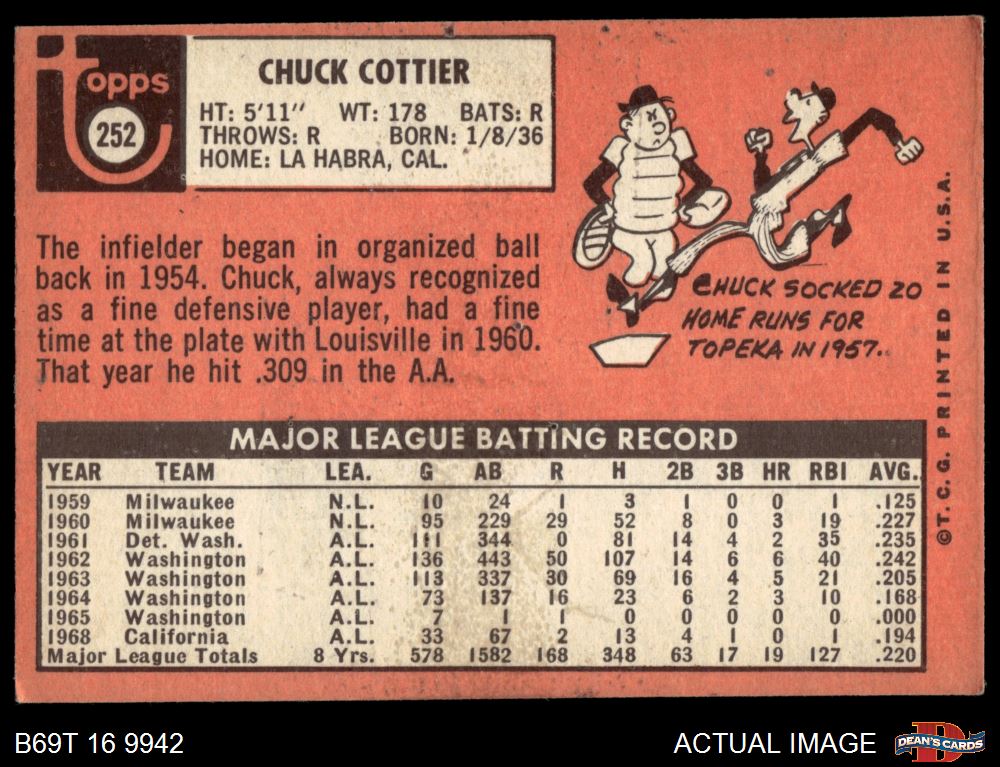 Topps
252
CHUCK COTTIER
HT: 5'11" WT: 178 BATS: R
THROWS: R BORN: 1/8/36
HOME: LA HABRA, CAL.
The infielder began in organized ball
back in 1954. Chuck, always recognized
as a fine defensive player, had a fine
time at the plate with Louisville in 1960.
That year he hit .309 in the A.A.
CHUCK SOCKED 20
HOME RUNS FOR
TOPEKA IN 1957..
MAJOR LEAGUE BATTING RECORD
YEAR TEAM LEA. G AB R H 2B 3B HR RBI AVG.
1959 Milwaukee N.L. 10 24 1 3 1 0 0 1 .125
1960 Milwaukee N.L. 95 229 29 52 8 0 3 19 .227
1961 Det. Wash. A.L. 111 344 0 81 14 4 2 35 .235
1962 Washington A.L. 136 443 50 107 14 6 6 40 .242
1963 Washington A.L. 113 337 30 69 16 4 5 21 .205
1964 Washington A.L. 73 137 16 23 6 2 3 10 .168
1965 Washington A.L. 7 1 1 0 0 0 0 0 .000
1968 California A.L. 33 67 2 13 4 1 0 1 .194
Major League Totals 8 Yrs. 578 1582 168 348 63 17 19 127 .220
©T.C.G. PRINTED IN U.S.A.
B69T 16 9942
ACTUAL IMAGE
D
DEAN'S CARDS